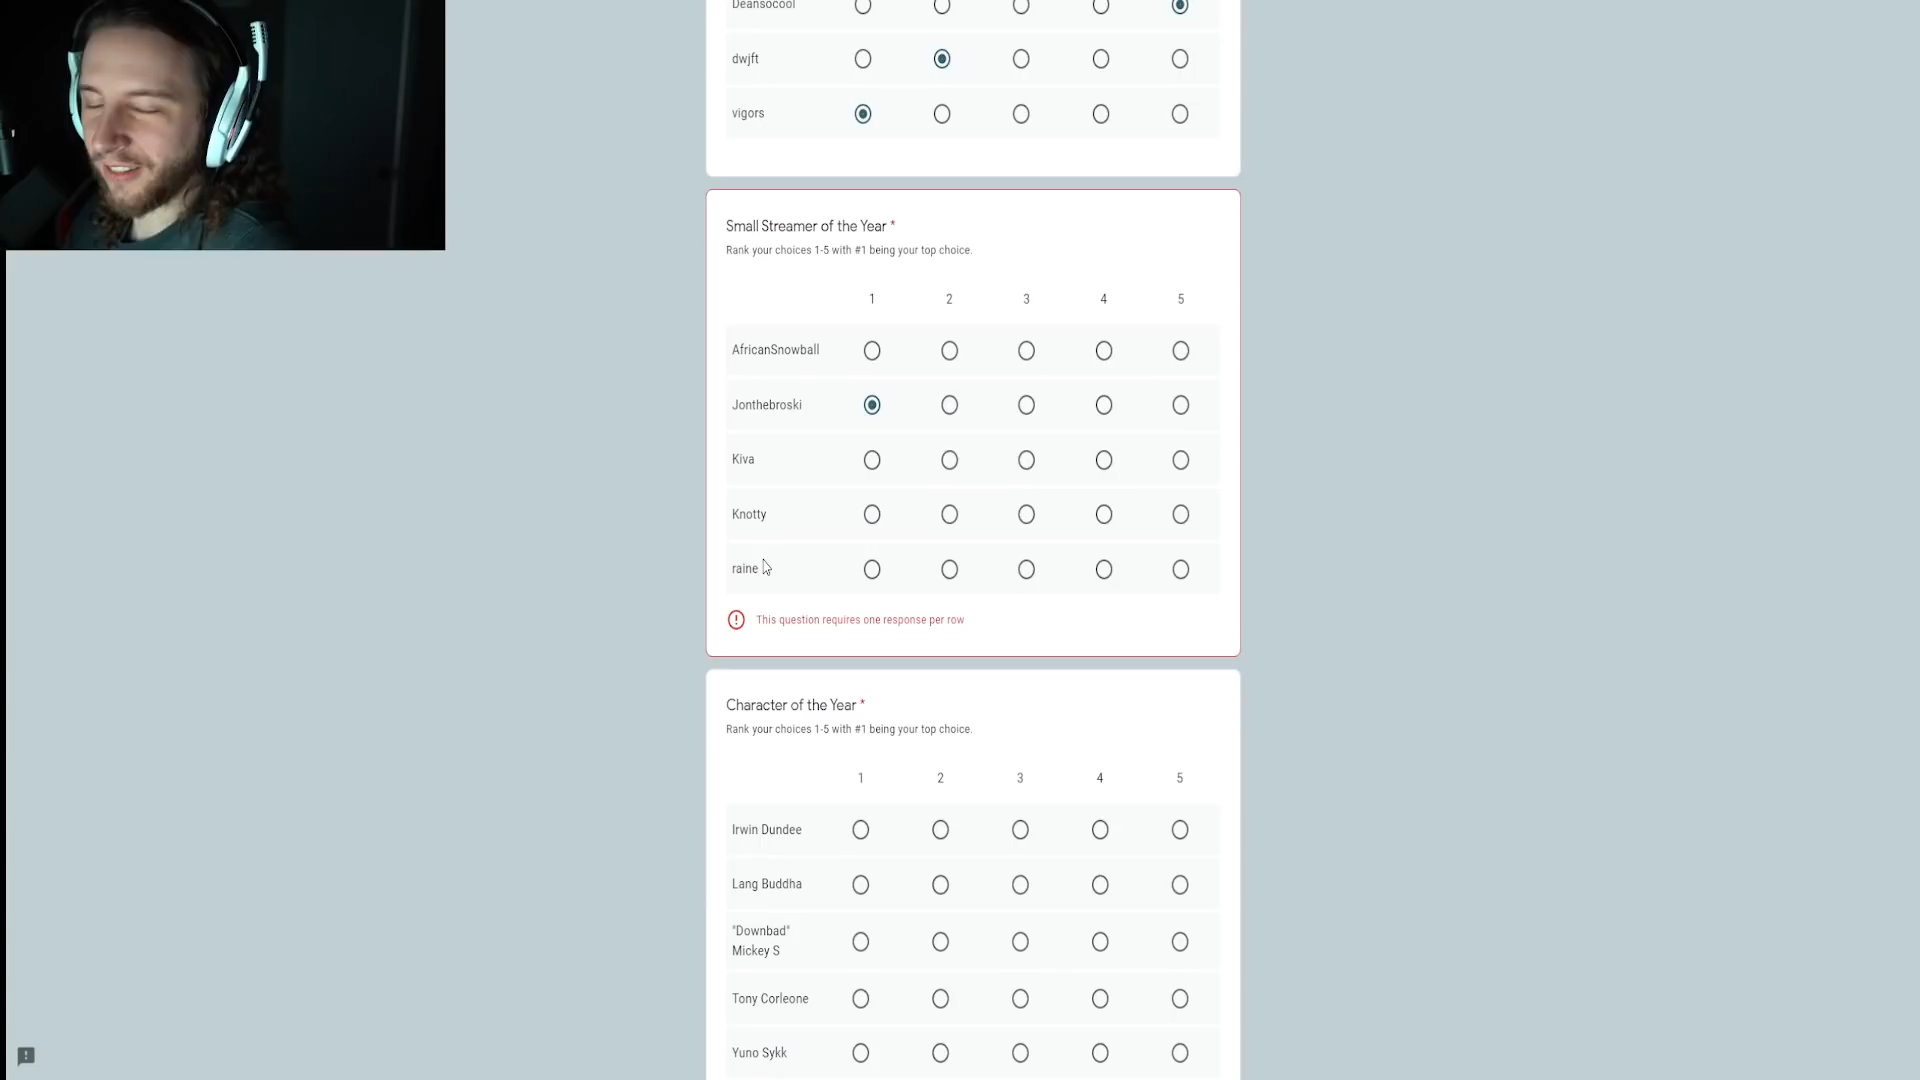 Deansocool
dwjft
vigors
Small Streamer of the Year *
Rank your choices 1-5 with #1 being your top choice.
1 2 3 4 5
AfricanSnowball
Jonthebroski
Kiva
Knotty
raine
This question requires one response per row
Character of the Year *
Rank your choices 1-5 with #1 being your top choice.
1 2 3 4 5
Irwin Dundee
Lang Buddha
"Downbad"
Mickey S
Tony Corleone
Yuno Sykk